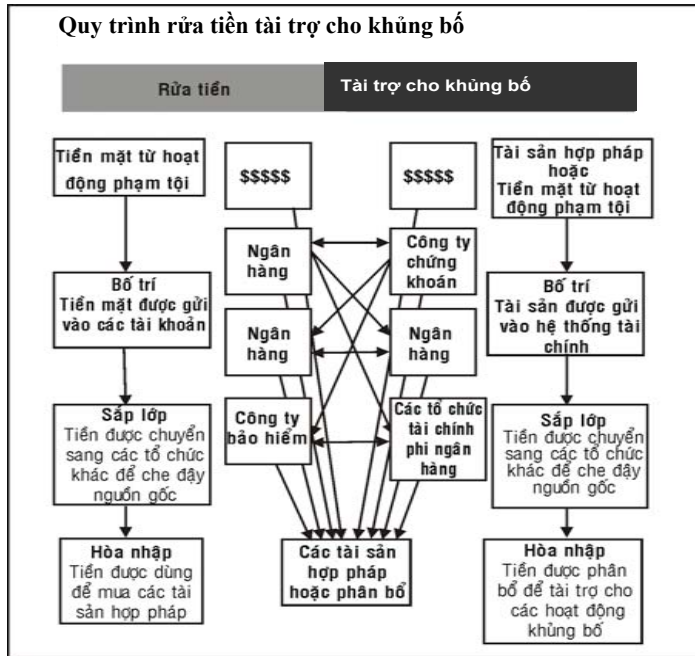 Quy trình rửa tiền tài trợ cho khủng bố
Rửa tiền
Tài trợ cho khủng bố
Tiền mặt từ hoạt
động phạm tội
Bố trí
Tiền mặt được gửi
vào các tài khoản
Sắp lớp
Tiền được chuyển
sang các tổ chức
khác để che đậy
nguồn gốc
Hòa nhập
Tiền được dùng
để mua các tài
sản hợp pháp
$$$$$
Ngân
hàng
Ngân
hàng
Công ty
bảo hiểm
$$$$$
Công ty
chứng
khoán
Ngân
hàng
Các tổ chức
tài chính
phi ngân
hàng
Các tài sản
hợp pháp
hoặc phân bổ
Tài sản hợp pháp
hoặc
Tiền mặt từ hoạt
động phạm tội
Bố trí
Tài sản được gửi
vào hệ thống tài
chính
Sắp lớp
Tiền được chuyển
sang các tổ chức
khác để che đậy
nguồn gốc
Hòa nhập
Tiền được phân
bổ để tài trợ cho
các hoạt động
khủng bố